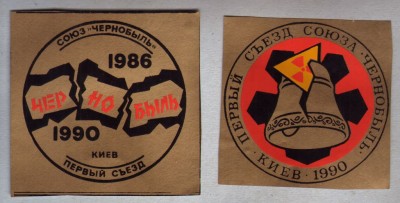 СОЮЗ "ЧЕРНОБЫЛЬ"
1986
ЧЕР НО БЫЛЬ
1990
КИЕВ
ПЕРВЫЙ СЪЕЗД
ПЕРВЫЙ СЪЕЗД СОЮЗА "ЧЕРНОБЫЛЬ"
КИЕВ · 1990